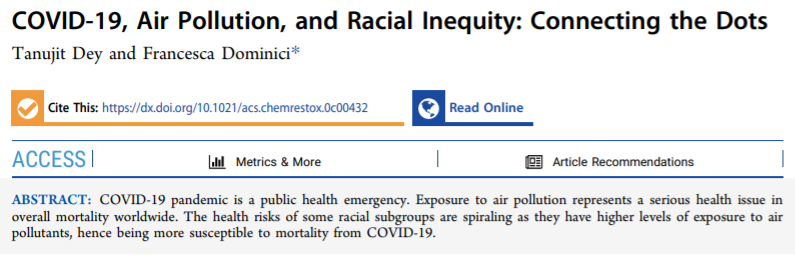 COVID-19, Air Pollution, and Racial Inequity: Connecting the Dots
Tanujit Dey and Francesca Dominici*
Cite This: https://dx.doi.org/10.1021/acs.chemrestox.0c00432
Read Online
ACCESS
Metrics & More
Article Recommendations
ABSTRACT: COVID-19 pandemic is a public health emergency. Exposure to air pollution represents a serious health issue in
overall mortality worldwide. The health risks of some racial subgroups are spiraling as they have higher levels of exposure to air
pollutants, hence being more susceptible to mortality from COVID-19.